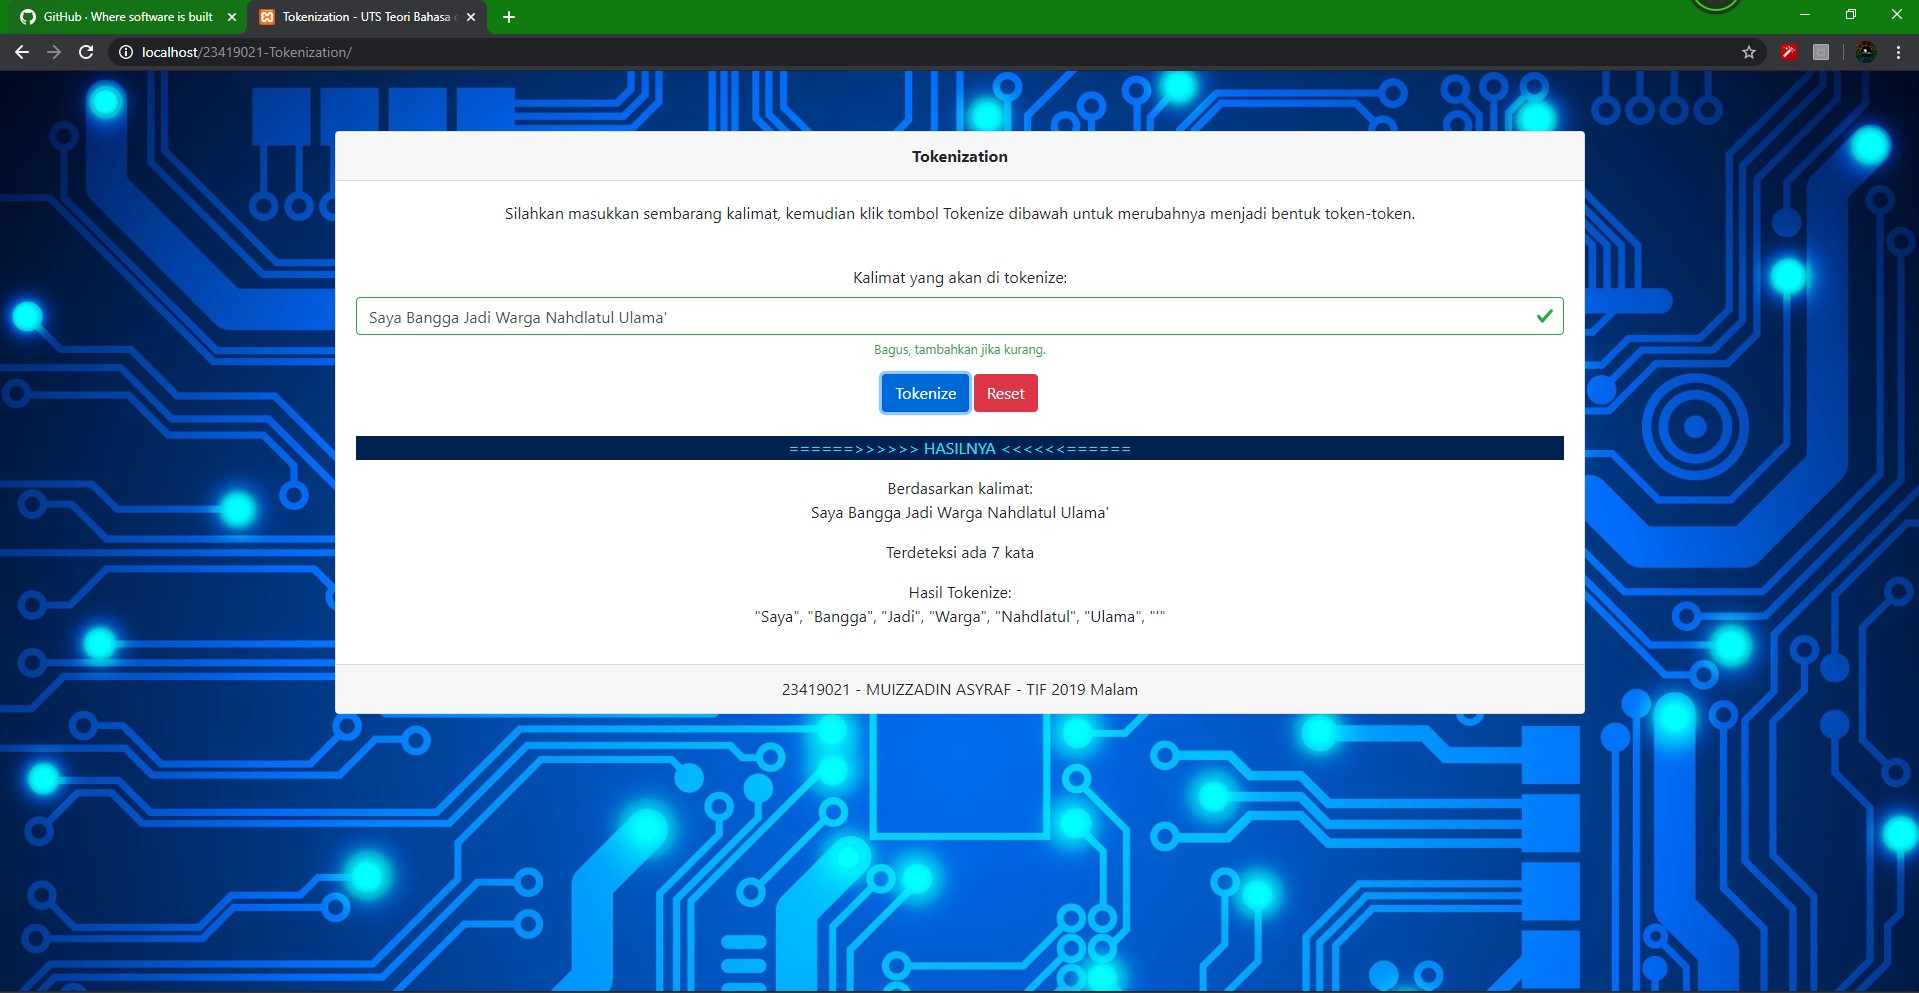 GitHub · Where software is built
Tokenization - UTS Teori Bahasa
localhost/23419021-Tokenization/
Tokenization
Silahkan masukkan sembarang kalimat, kemudian klik tombol Tokenize dibawah untuk merubahnya menjadi bentuk token-token.
Kalimat yang akan di tokenize:
Saya Bangga Jadi Warga Nahdlatul Ulama'
Bagus, tambahkan jika kurang.
Tokenize Reset
======>>>>>> HASILNYA <<<<<<======
Berdasarkan kalimat:
Saya Bangga Jadi Warga Nahdlatul Ulama'
Terdeteksi ada 7 kata
Hasil Tokenize:
"Saya", "Bangga", "Jadi", "Warga", "Nahdlatul", "Ulama", "'"
23419021 - MUIZZADIN ASYRAF - TIF 2019 Malam